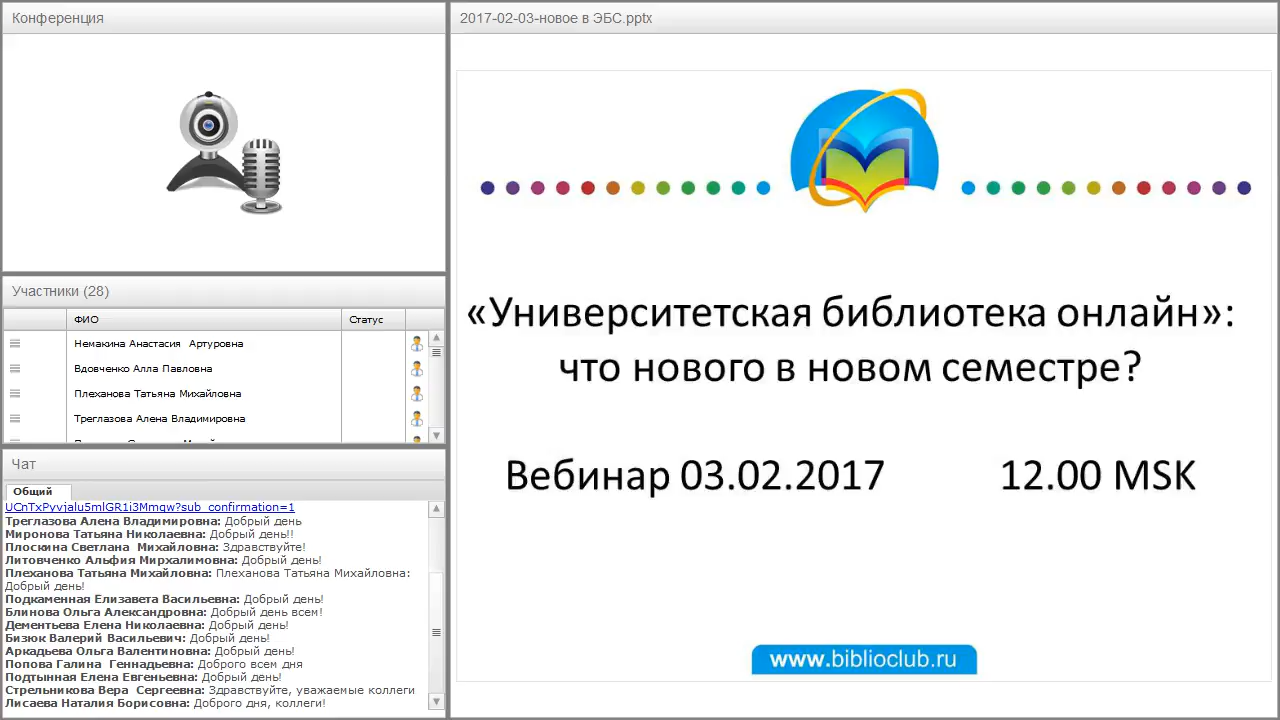 Конференция
Участники (28)
ФИО
Статус
Немакина Анастасия Артуровна
Вдовченко Алла Павловна
Плеханова Татьяна Михайловна
Треглазова Алена Владимировна
Чат
Общий
UCnTxPyvjalu5mlGR1i3Mmqw?sub_confirmation=1
Треглазова Алена Владимировна: Добрый день
Миронова Татьяна Николаевна: Добрый день!!
Плоскина Светлана Михайловна: Здравствуйте!
Литовченко Альфия Мирхалимовна: Добрый день!
Плеханова Татьяна Михайловна: Плеханова Татьяна Михайловна:
Добрый день!
Подкаменная Елизавета Васильевна: Добрый день!
Блинова Ольга Александровна: Добрый день всем!
Дементьева Елена Николаевна: Добрый день!
Бизюк Валерий Васильевич: Добрый день!
Аркадьева Ольга Валентиновна: Добрый день!
Попова Галина Геннадьевна: Доброго всем дня
Подтынная Елена Евгеньевна: Добрый день!
Стрельникова Вера Сергеевна: Здравствуйте, уважаемые коллеги
Лисаева Наталия Борисовна: Доброго дня, коллеги!
2017-02-03-новое в ЭБС.pptx
«Университетская библиотека онлайн»:
что нового в новом семестре?
Вебинар 03.02.2017 12.00 MSK
www.biblioclub.ru